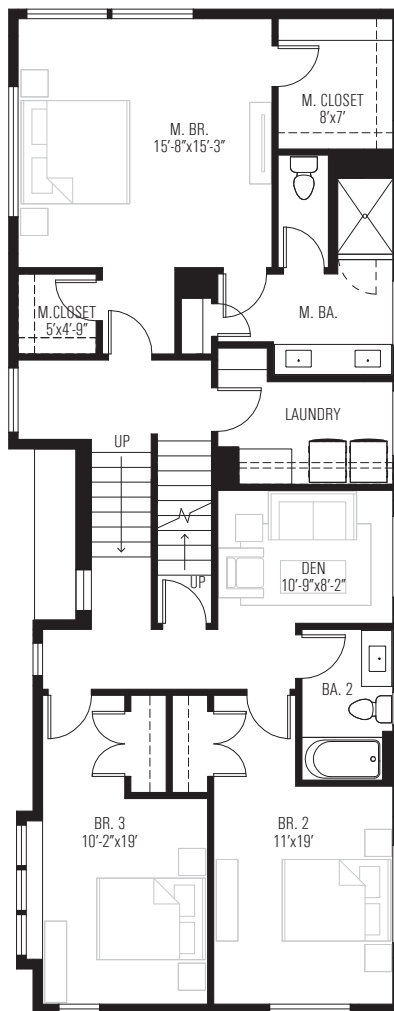 M. CLOSET
8'x7'
M. BR.
15'-8"x15'-3"
M.CLOSET
5'x4'-9"
M. BA.
LAUNDRY
UP
UP
DEN
10'-9"x8'-2"
BA. 2
BR. 3
10'-2"x19'
BR. 2
11'x19'